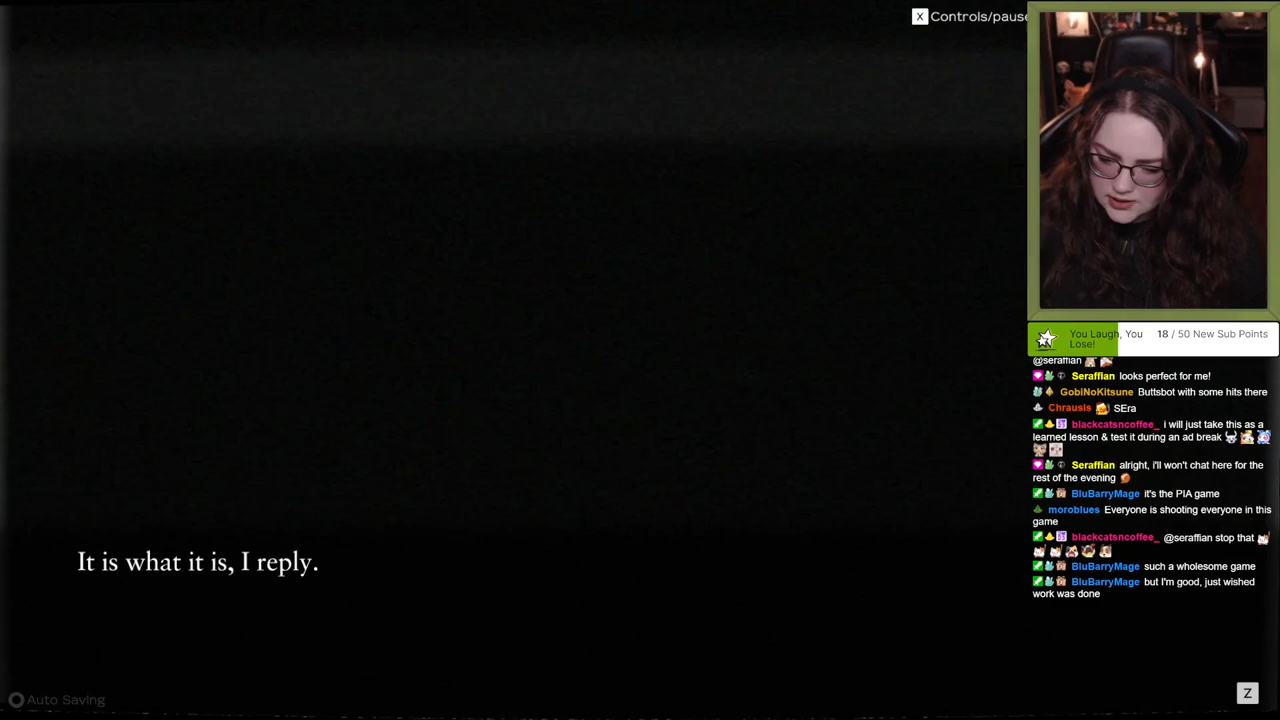 X Controls/pause
You Laugh, You Lose!
18 / 50 New Sub Points
@seraffian
Seraffian looks perfect for me!
GobiNoKitsune Buttsbot with some hits there
Chrausis SEra
blackcatsncoffee_ i will just take this as a
learned lesson & test it during an ad break
Seraffian alright, i'll won't chat here for the
rest of the evening
BluBarryMage it's the PIA game
moroblues Everyone is shooting everyone in this
game
blackcatsncoffee_ @seraffian stop that
BluBarryMage such a wholesome game
BluBarryMage but I'm good, just wished
work was done
It is what it is, I reply.
Auto Saving
Z